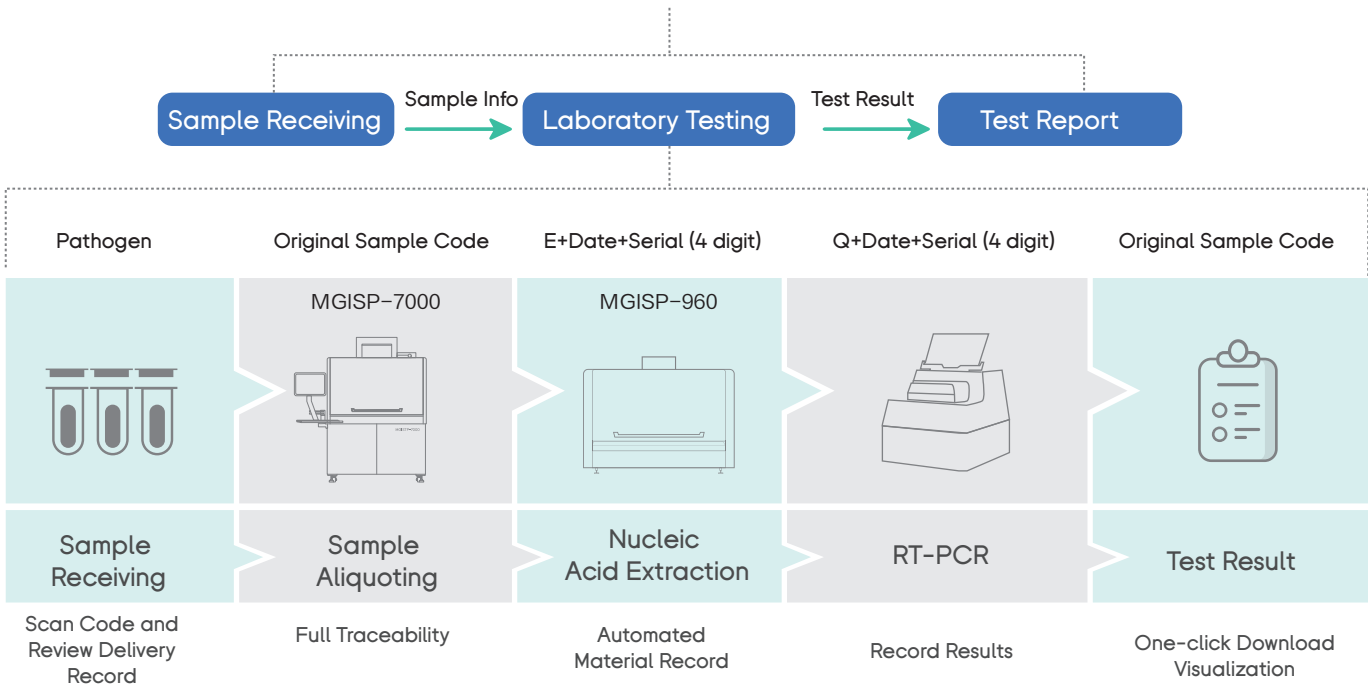 Sample Receiving
Sample Info
Laboratory Testing
Test Result
Test Report
Pathogen
Original Sample Code
E+Date+Serial (4 digit)
Q+Date+Serial (4 digit)
Original Sample Code
MGISP-7000
MGISP-960
Sample
Receiving
Sample
Aliquoting
Nucleic
Acid Extraction
RT-PCR
Test Result
Scan Code and
Review Delivery
Record
Full Traceability
Automated
Material Record
Record Results
One-click Download
Visualization